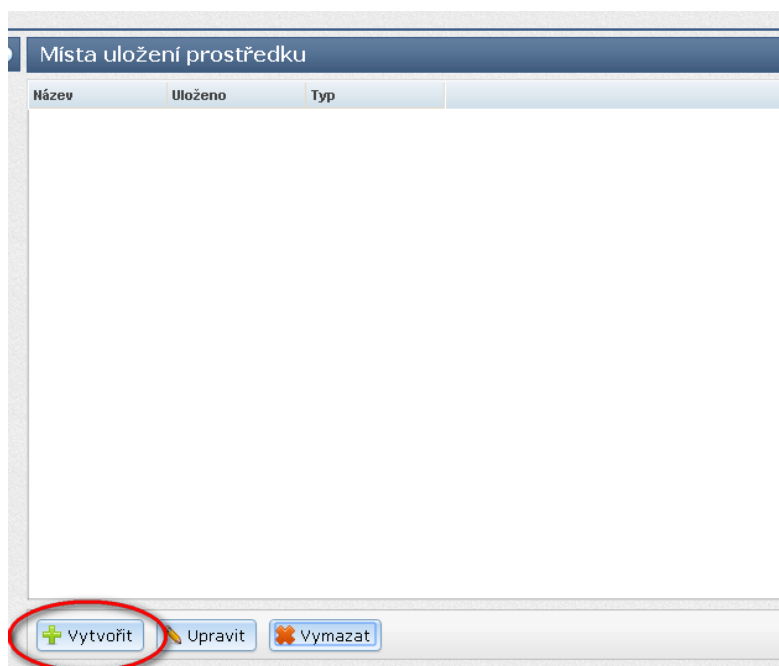 Místa uložení prostředku
Název Uloženo Typ
Vytvořit Upravit Vymazat